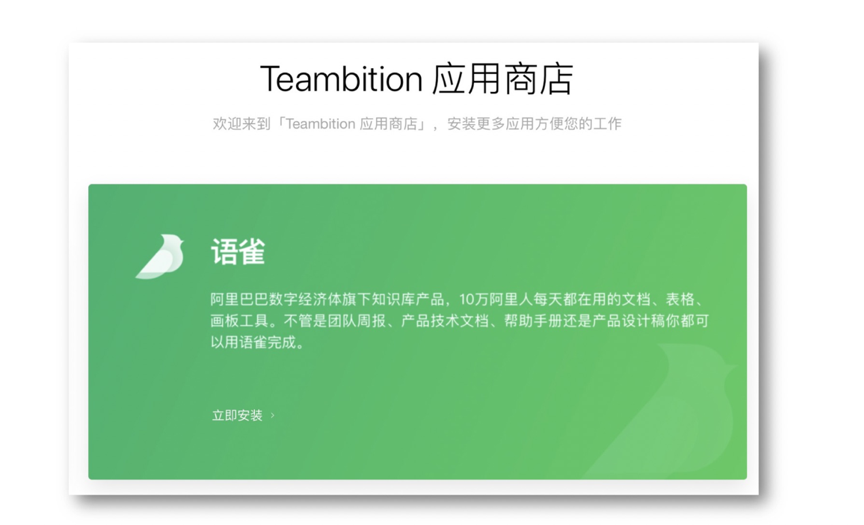 Teambition 应用商店
欢迎来到「Teambition 应用商店」，安装更多应用方便您的工作
语雀
阿里巴巴数字经济体旗下知识库产品，10万阿里人每天都在用的文档、表格、
画板工具。不管是团队周报、产品技术文档、帮助手册还是产品设计稿你都可
以用语雀完成。
立即安装 ›